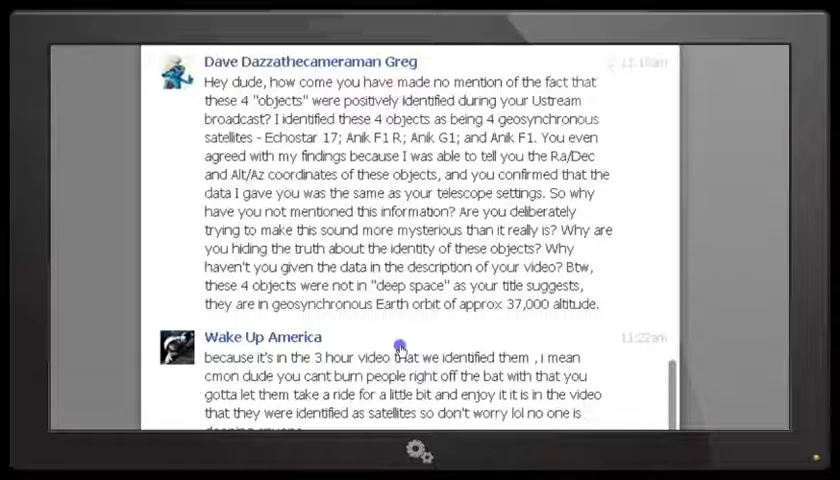 Dave Dazzathecameraman Greg
11:18am
Hey dude, how come you have made no mention of the fact that
these 4 "objects" were positively identified during your Ustream
broadcast? I identified these 4 objects as being 4 geosynchronous
satellites - Echostar 17; Anik F1 R; Anik G1; and Anik F1. You even
agreed with my findings because I was able to tell you the Ra/Dec
and Alt/Az coordinates of these objects, and you confirmed that the
data I gave you was the same as your telescope settings. So why
have you not mentioned this information? Are you deliberately
trying to make this sound more mysterious than it really is? Why are
you hiding the truth about the identity of these objects? Why
haven't you given the data in the description of your video? Btw,
these 4 objects were not in "deep space" as your title suggests,
they are in geosynchronous Earth orbit of approx 37,000 altitude.
Wake Up America
11:22am
because it's in the 3 hour video that we identified them , i mean
cmon dude you cant burn people right off the bat with that you
gotta let them take a ride for a little bit and enjoy it it is in the video
that they were identified as satellites so don't worry lol no one is